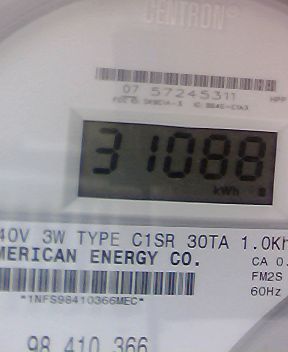 CENTRON®
07 57245311
31088
kWh
40V 3W TYPE C1SR 30TA 1.0Kh
MERICAN ENERGY CO.
CA 0.
FM2S
60Hz
*1NFS98410366MEC*
98 410 366